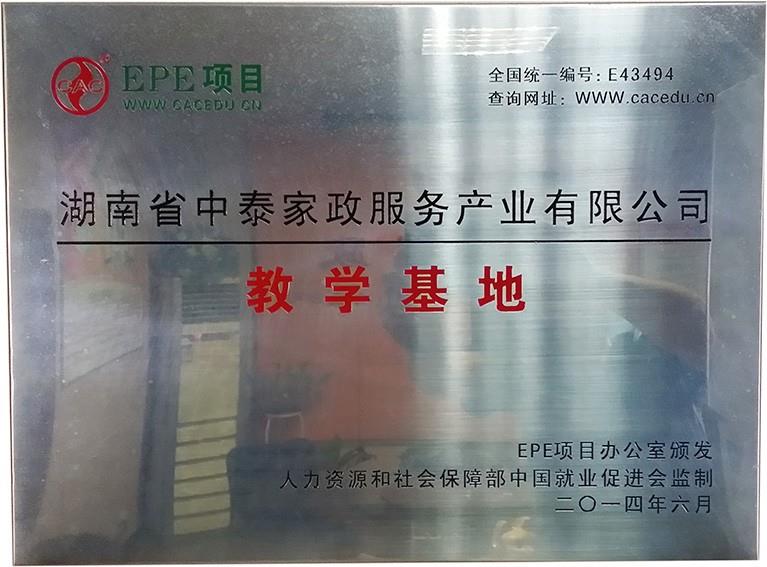 CAC
EPE项目
WWW.CACEDU.CN
全国统一编号: E43494
查询网址: WWW.cacedu.cn
湖南省中泰家政服务产业有限公司
教学基地
EPE项目办公室颁发
人力资源和社会保障部中国就业促进会监制
二〇一四年六月